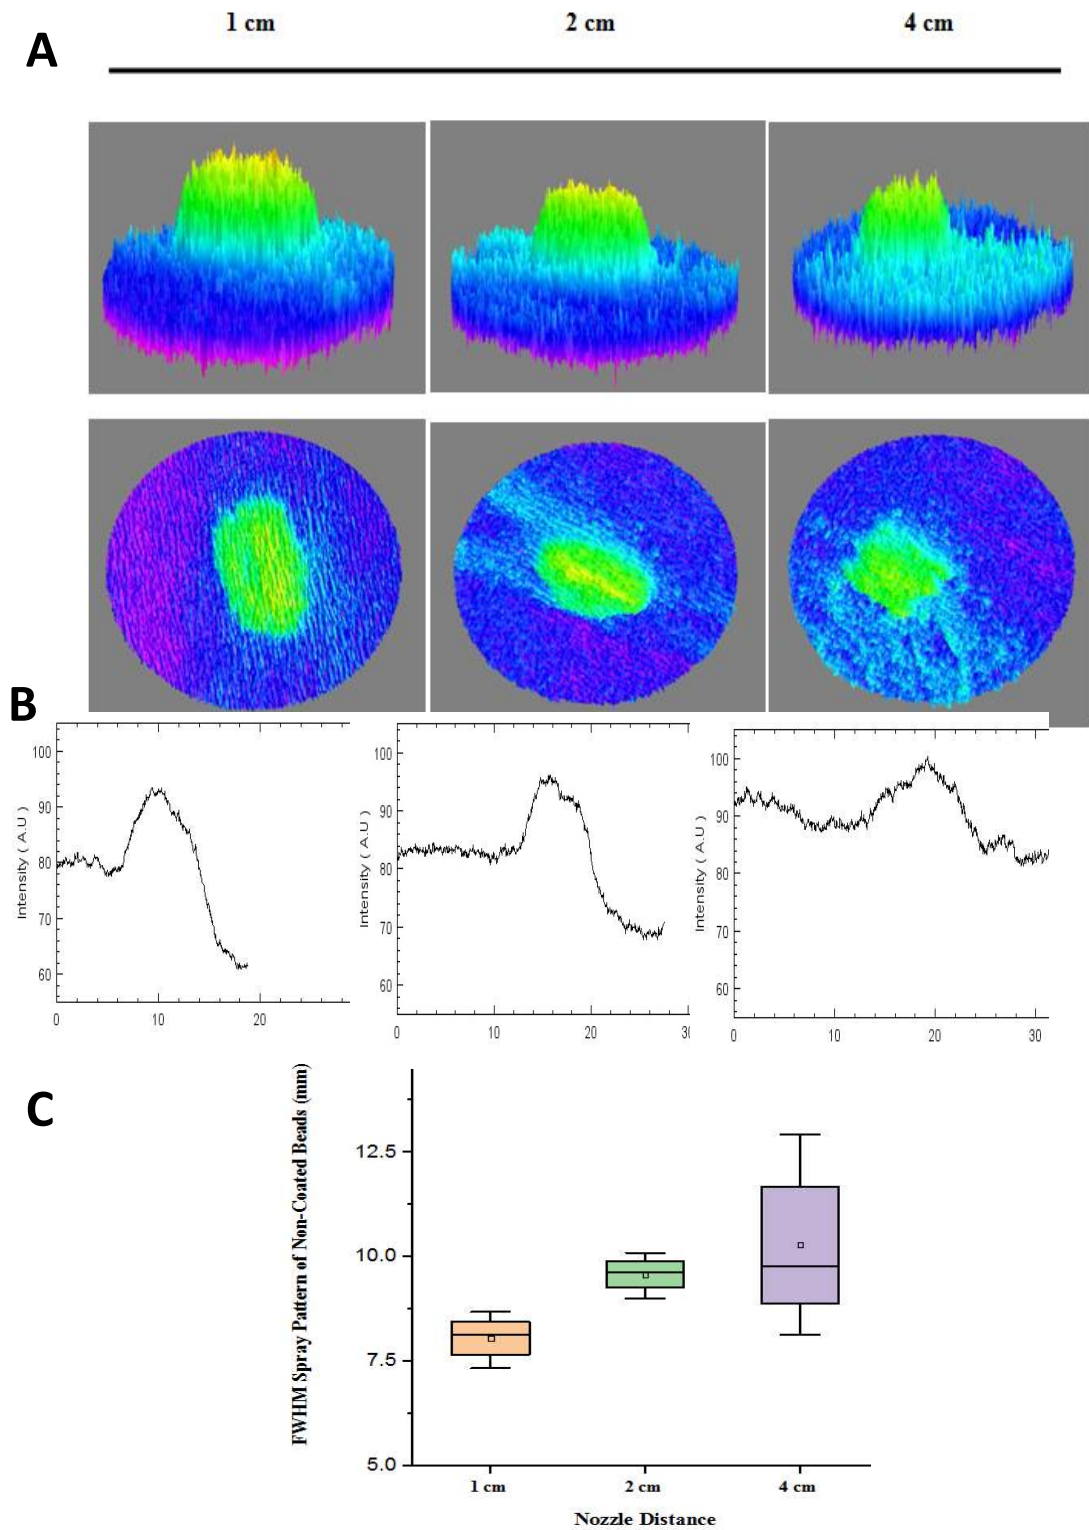 1 cm 2 cm 4 cm
A
B
100
90
80
70
60
Intensity ( A.U )
0 10 20
100
90
80
70
60
Intensity ( A.U )
0 10 20 30
100
90
80
70
60
Intensity ( A.U )
0 10 20 30
C
FWHM Spray Pattern of Non-Coated Beads (mm)
12.5
10.0
7.5
5.0
1 cm 2 cm 4 cm
Nozzle Distance